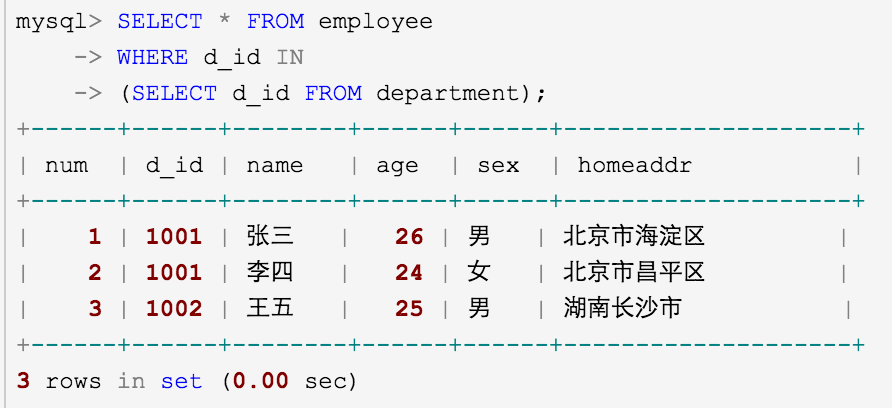 mysql> SELECT * FROM employee
    -> WHERE d_id IN
    -> (SELECT d_id FROM department);
+------+------+--------+------+------+--------------------+
| num  | d_id | name   | age  | sex  | homeaddr           |
+------+------+--------+------+------+--------------------+
|    1 | 1001 | 张三   |   26 | 男   | 北京市海淀区       |
|    2 | 1001 | 李四   |   24 | 女   | 北京市昌平区       |
|    3 | 1002 | 王五   |   25 | 男   | 湖南长沙市         |
+------+------+--------+------+------+--------------------+
3 rows in set (0.00 sec)